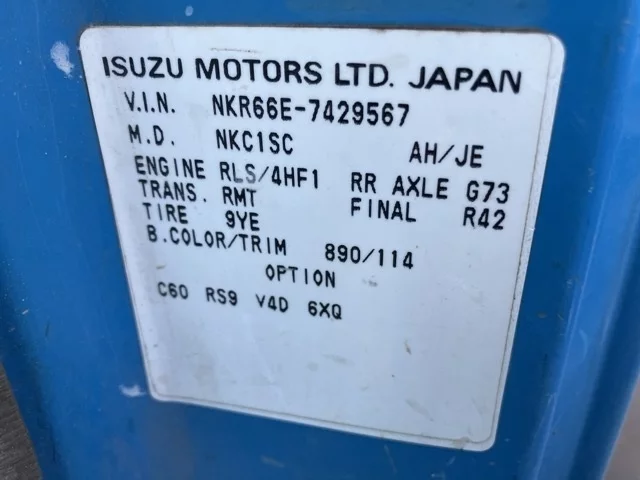 ISUZU MOTORS LTD. JAPAN
V.I.N. NKR66E-7429567
M.D. NKC1SC AH/JE
ENGINE RLS/4HF1 RR AXLE G73
TRANS. RMT FINAL R42
TIRE 9YE
B.COLOR/TRIM 890/114
OPTION
C60 RS9 V4D 6XQ